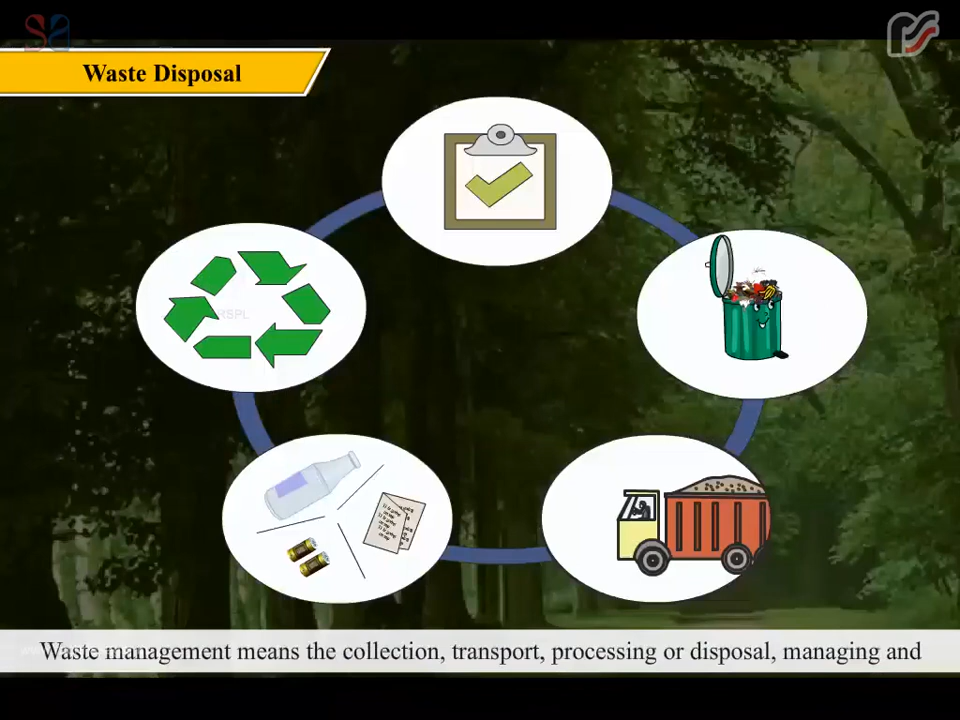 Waste Disposal
Waste management means the collection, transport, processing or disposal, managing and